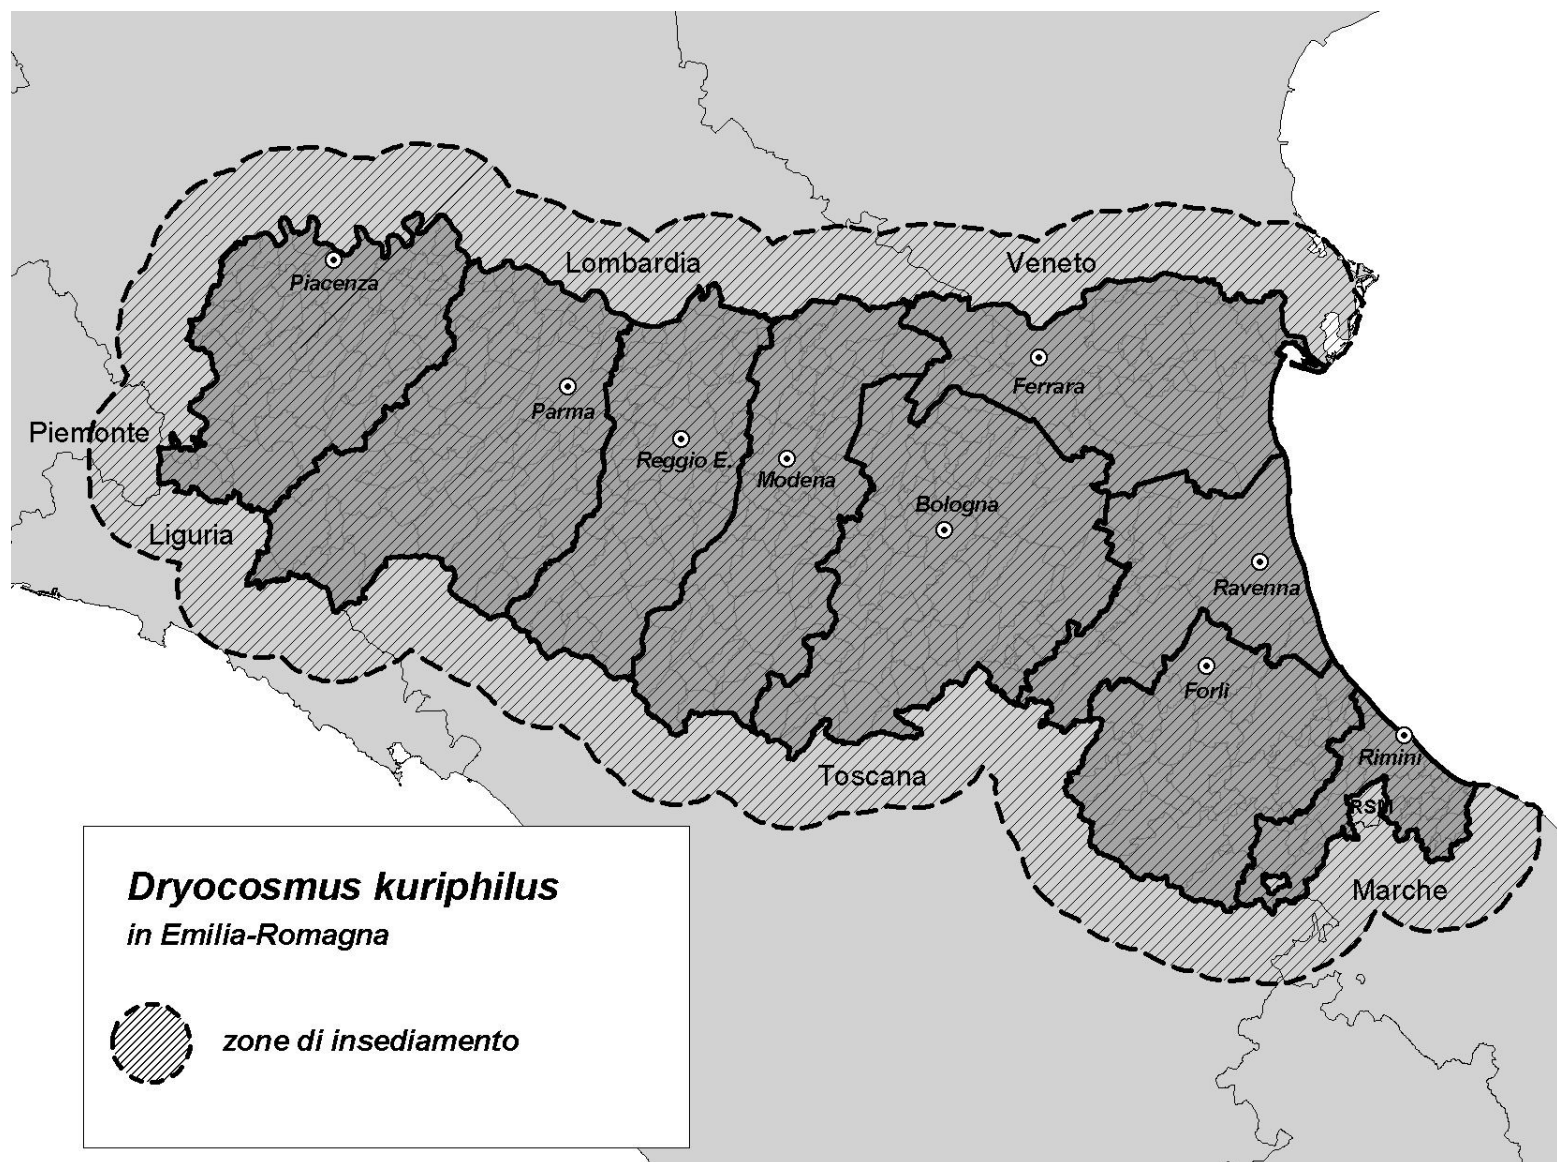 Lombardia
Veneto
Piacenza
Ferrara
Parma
Piemonte
Reggio E.
Modena
Bologna
Liguria
Ravenna
Forlì
Rimini
Toscana
RSM
Marche
Dryocosmus kuriphilus
in Emilia-Romagna
zone di insediamento